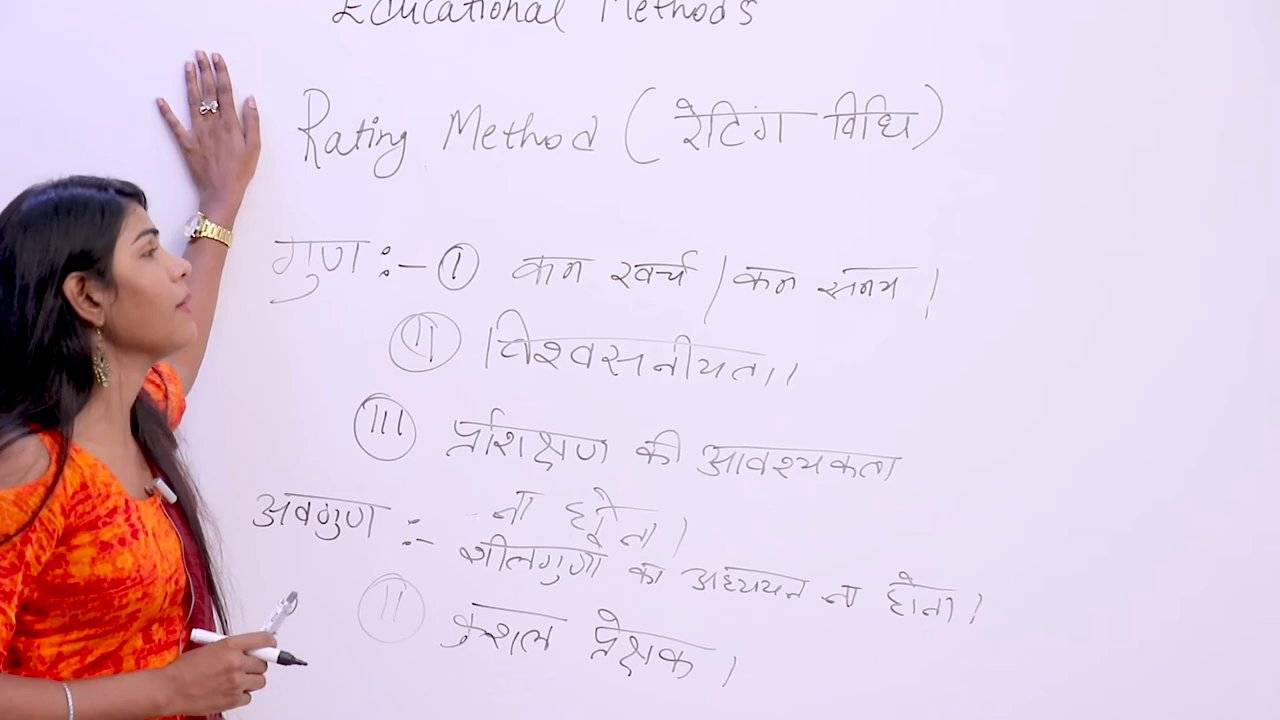 Educational Methods
Rating Method (रेटिंग विधि)
गुण :- (I) कम खर्च / कम समय।
(II) विश्वसनीयता।
(III) प्रशिक्षण की आवश्यकता
ना होना।
अवगुण :- शीलगुणों का अध्ययन ना होना।
(II) कुशल प्रेक्षक।